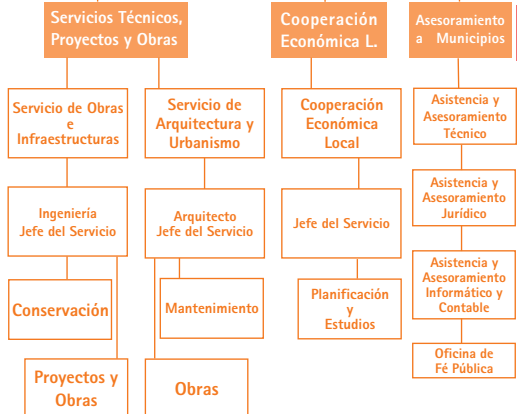 Servicios Técnicos,
Proyectos y Obras
Cooperación
Económica L.
Asesoramiento
a Municipios
Servicio de Obras
e
Infraestructuras
Servicio de
Arquitectura y
Urbanismo
Cooperación
Económica
Local
Asistencia y
Asesoramiento
Técnico
Ingeniería
Jefe del Servicio
Arquitecto
Jefe del Servicio
Jefe del Servicio
Asistencia y
Asesoramiento
Jurídico
Conservación
Mantenimiento
Planificación
y
Estudios
Asistencia y
Asesoramiento
Informático y
Contable
Proyectos y
Obras
Obras
Oficina de
Fé Pública